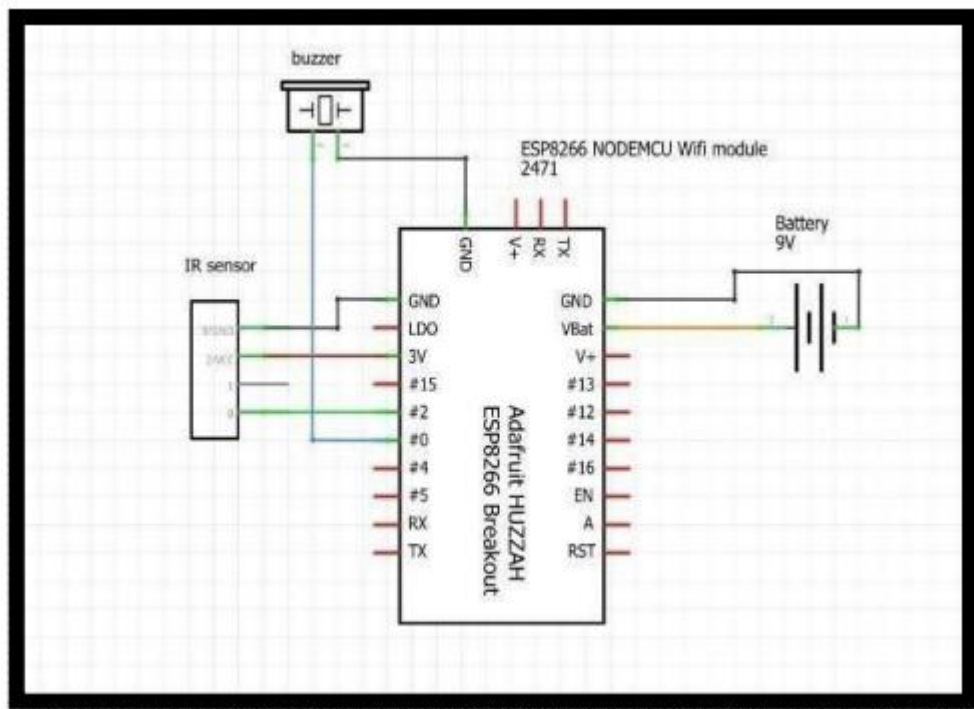 buzzer
ESP8266 NODEMCU Wifi module
2471
Battery
9V
IR sensor
GND
V+
RX
TX
GND
LDO
3V
#15
#2
#0
#4
#5
RX
TX
GND
VBat
V+
#13
#12
#14
#16
EN
A
RST
Adafruit HUZZAH
ESP8266 Breakout